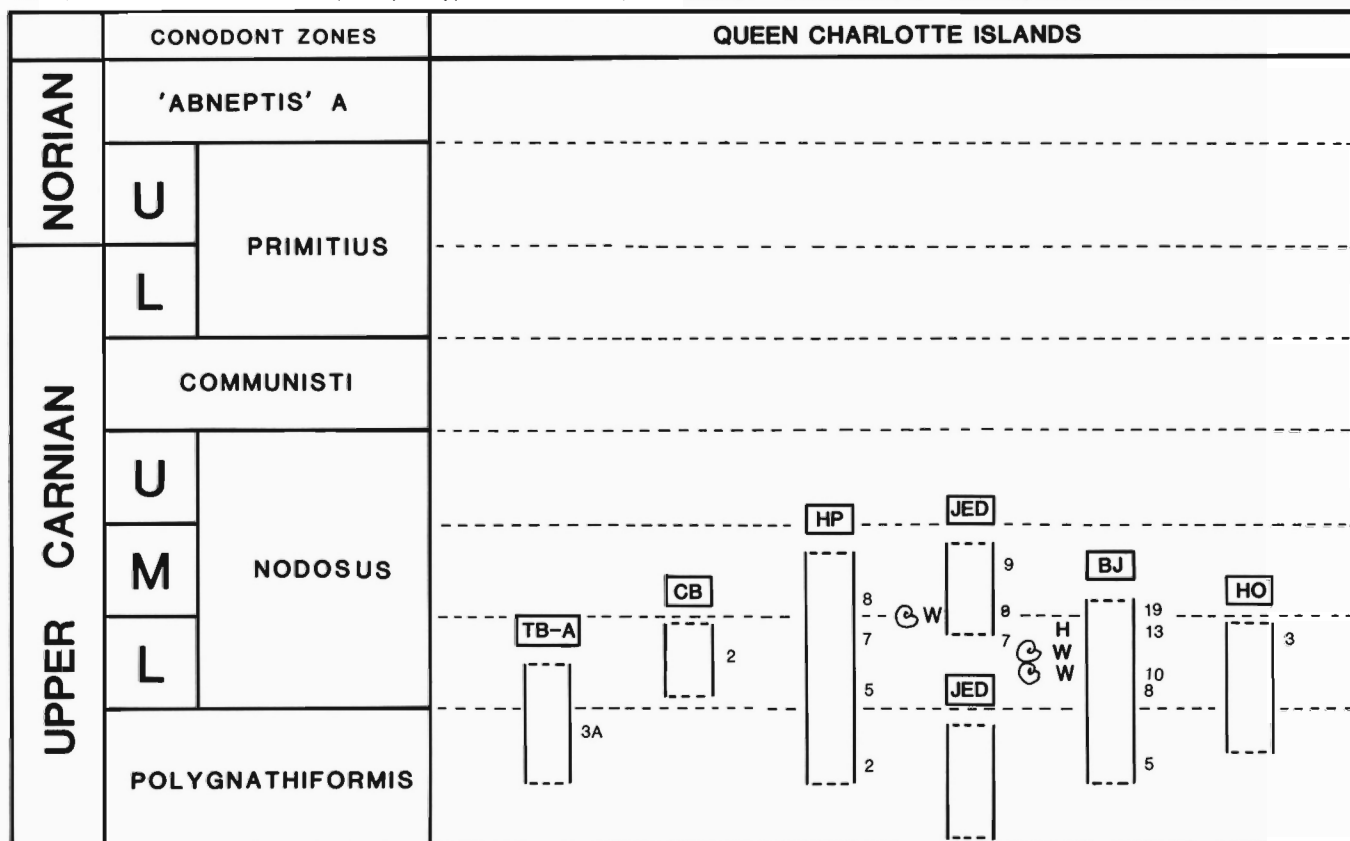 CONODONT ZONES
QUEEN CHARLOTTE ISLANDS
NORIAN
'ABNEPTIS' A
U
PRIMITIUS
L
UPPER CARNIAN
COMMUNISTI
U
NODOSUS
M
L
POLYGNATHIFORMIS
TB-A
3A
CB
2
HP
8
7
5
2
W
JED
9
8
7
JED
H
W
W
BJ
19
13
10
8
5
HO
3